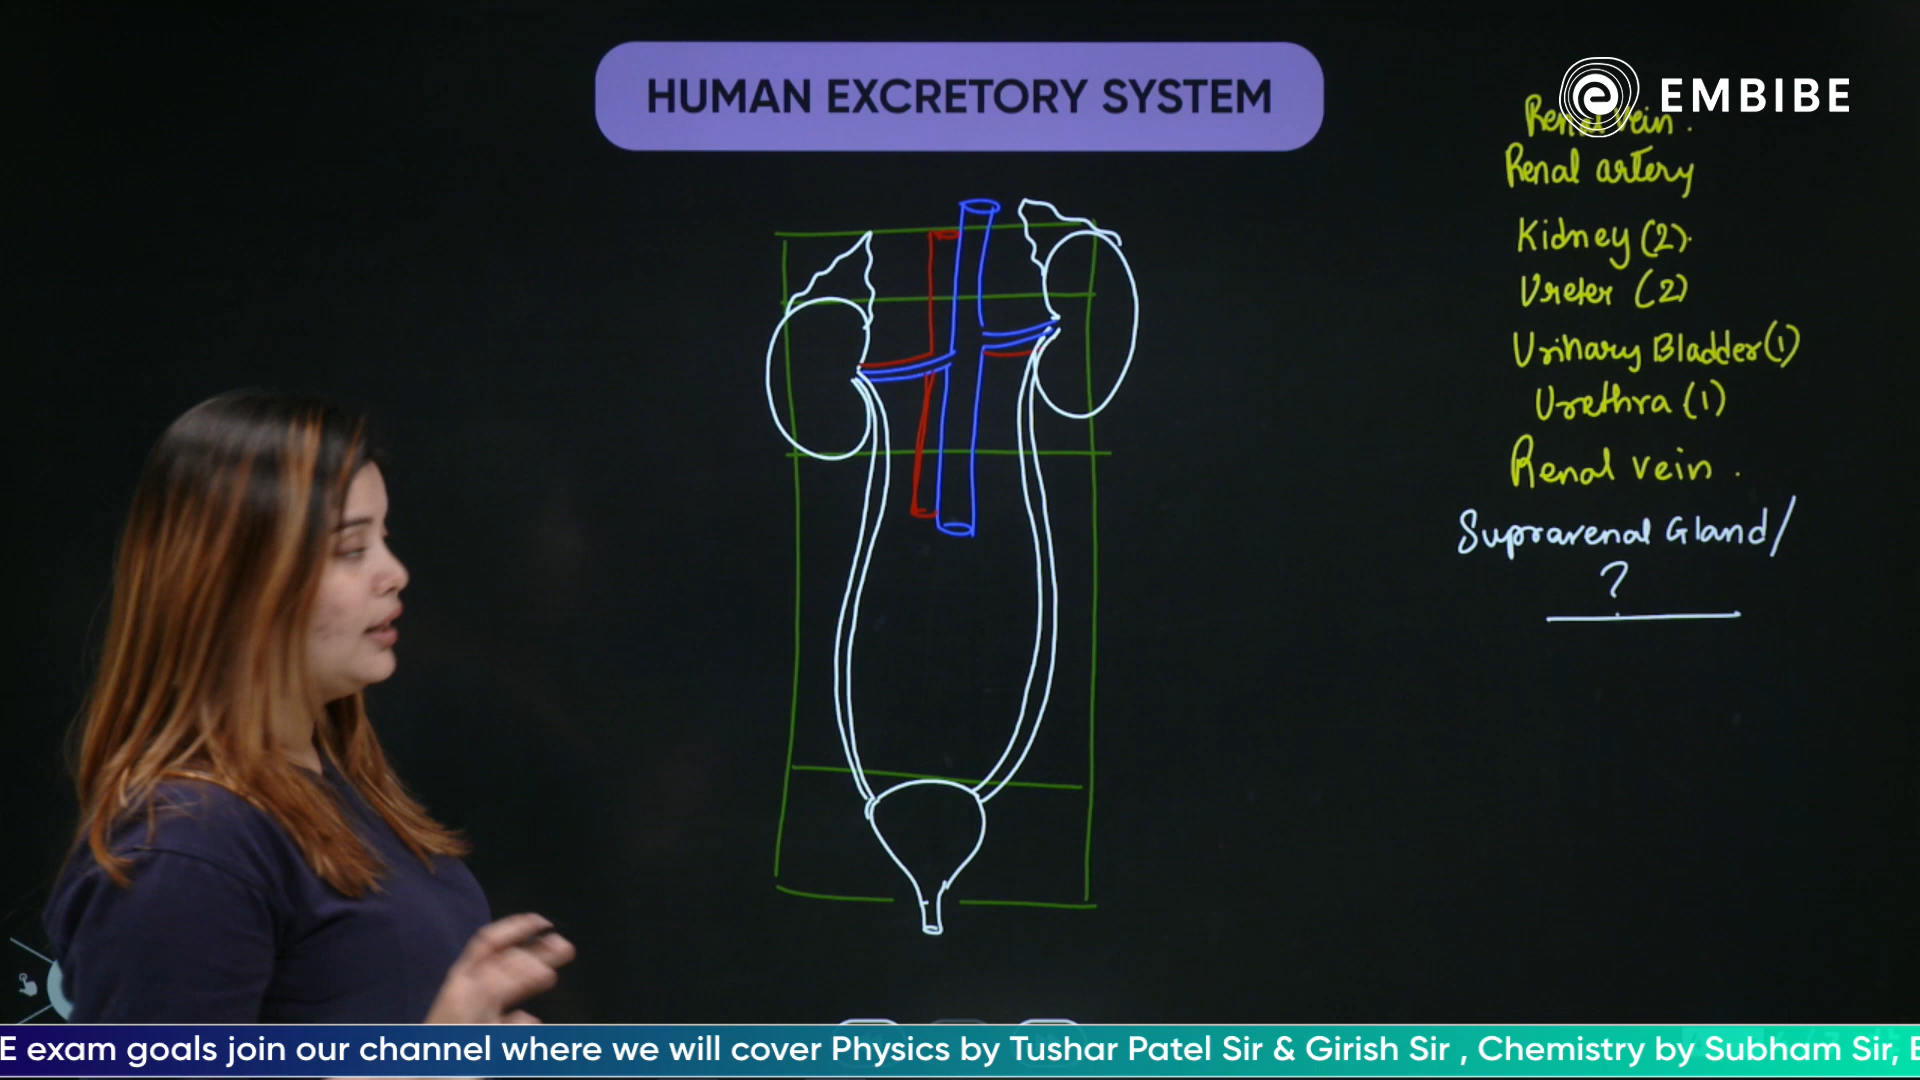 HUMAN EXCRETORY SYSTEM
EMBIBE
Renal vein.
Renal artery
Kidney (2).
Ureter (2)
Urinary Bladder (1)
Urethra (1)
Renal vein.
Suprarenal Gland/
?
E exam goals join our channel where we will cover Physics by Tushar Patel Sir & Girish Sir , Chemistry by Subham Sir, B